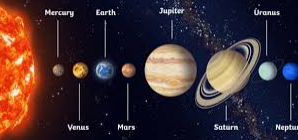 Mercury
Earth
Jupiter
Uranus
Venus
Mars
Saturn
Neptu